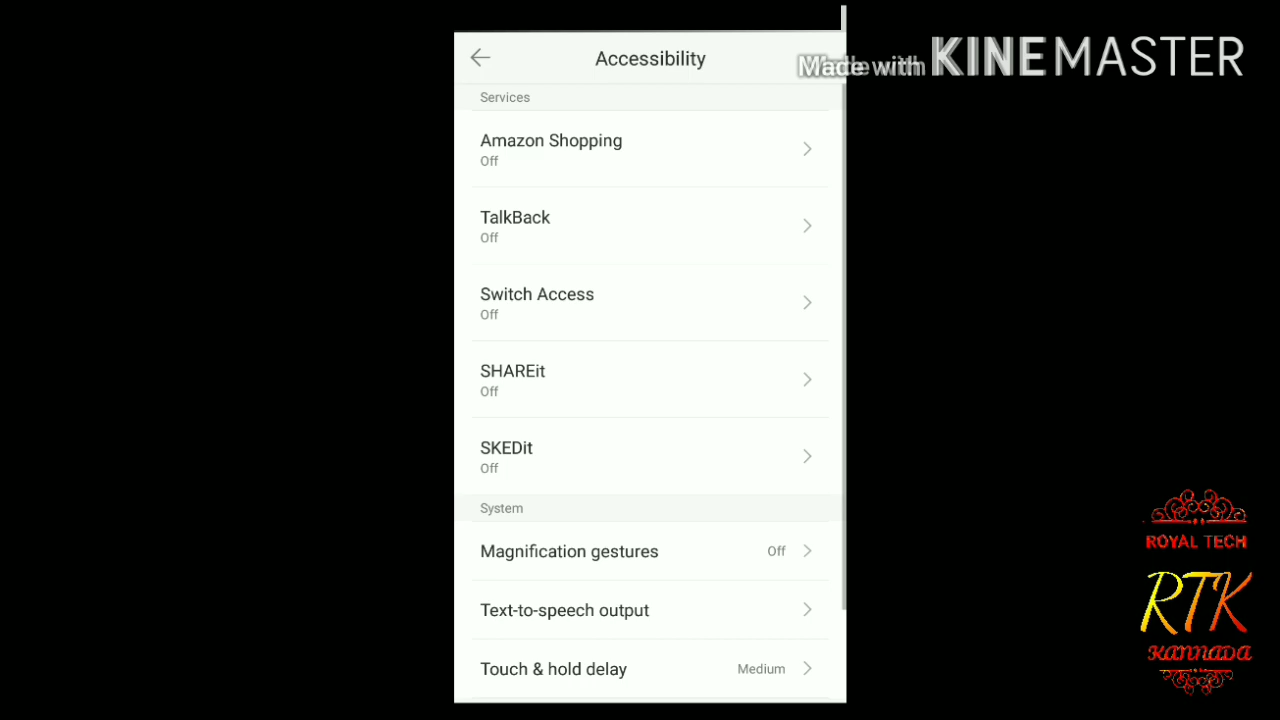 Accessibility
Made with KINEMASTER
Services
Amazon Shopping
Off
TalkBack
Off
Switch Access
Off
SHAREit
Off
SKEDit
Off
System
Magnification gestures Off
Text-to-speech output
Touch & hold delay Medium
ROYAL TECH
RTK
KANNADA